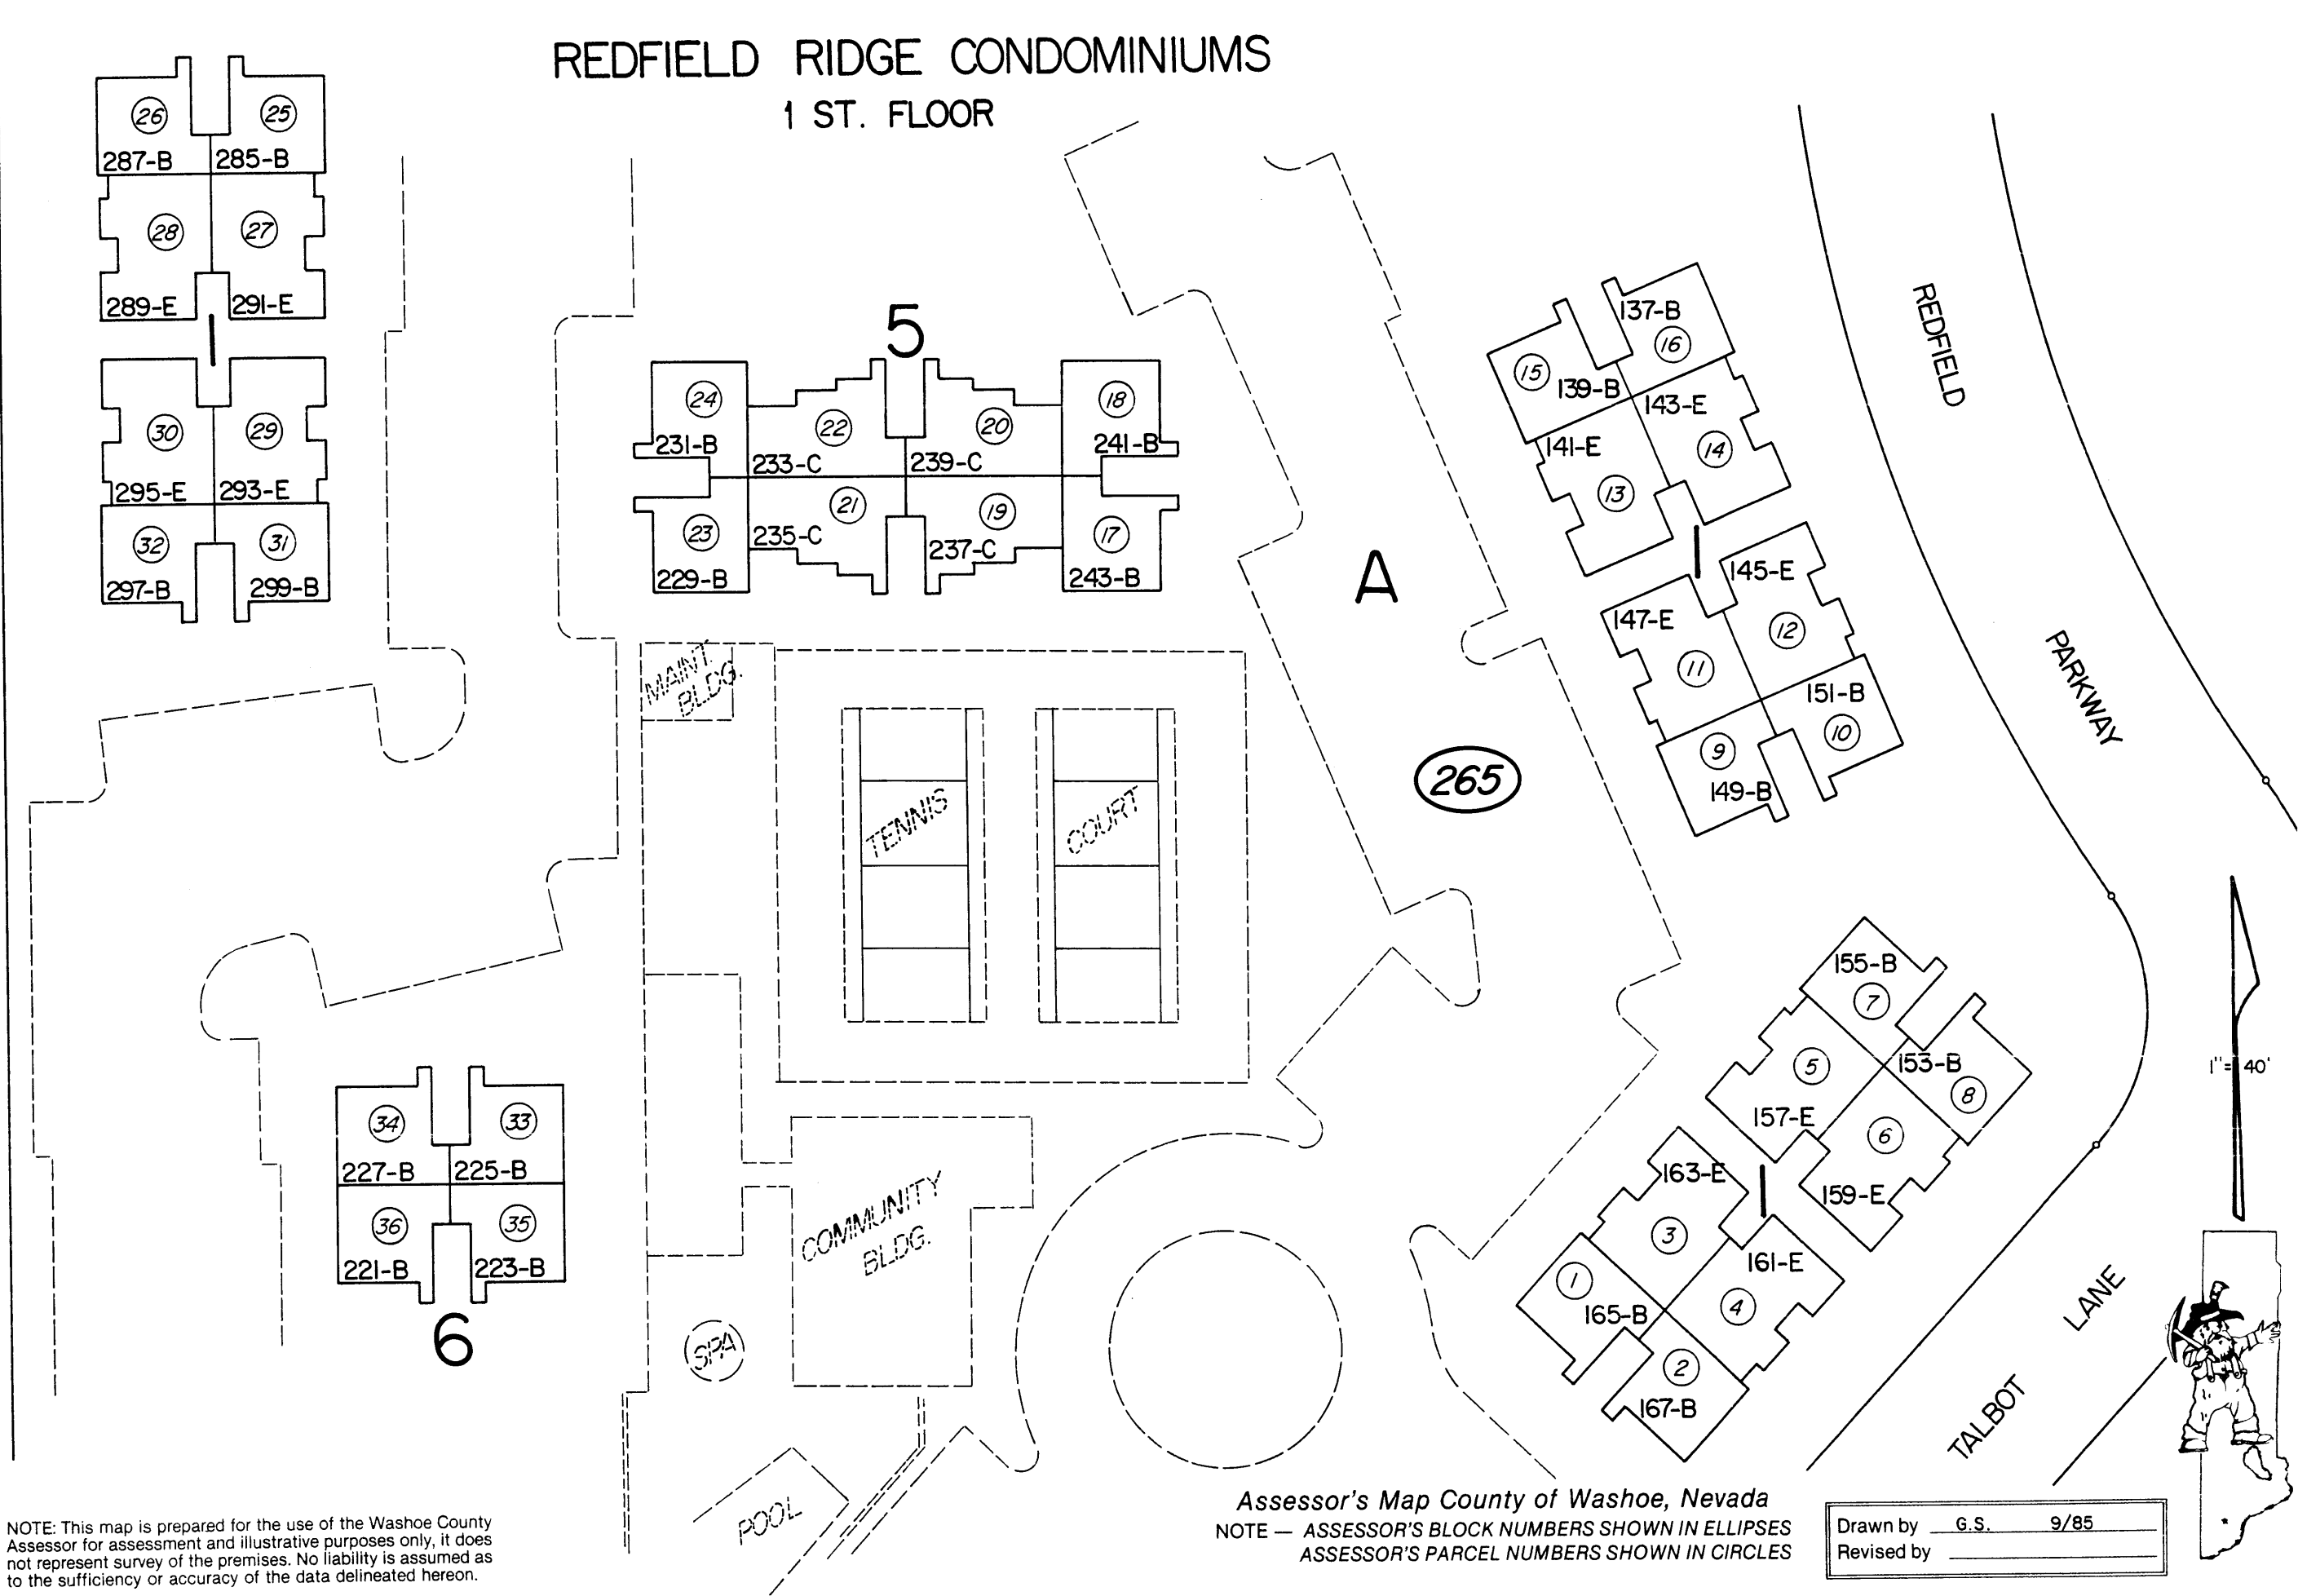 REDFIELD RIDGE CONDOMINIUMS
1 ST. FLOOR
26
25
287-B
285-B
28
27
289-E
291-E
30
29
295-E
293-E
32
31
297-B
299-B
5
24
22
20
18
231-B
233-C
239-C
241-B
23
21
19
17
229-B
235-C
237-C
243-B
137-B
16
15
139-B
143-E
14
141-E
13
145-E
12
147-E
11
151-B
10
9
149-B
REDFIELD
PARKWAY
A
265
MAINT.
BLDG.
TENNIS
COURT
155-B
7
153-B
8
5
157-E
6
159-E
163-E
3
161-E
4
1
165-B
2
167-B
1"= 40'
34
33
227-B
225-B
36
35
221-B
223-B
6
COMMUNITY
BLDG.
SPA
POOL
TALBOT
LANE
NOTE: This map is prepared for the use of the Washoe County
Assessor for assessment and illustrative purposes only, it does
not represent survey of the premises. No liability is assumed as
to the sufficiency or accuracy of the data delineated hereon.
Assessor's Map County of Washoe, Nevada
NOTE — ASSESSOR'S BLOCK NUMBERS SHOWN IN ELLIPSES
ASSESSOR'S PARCEL NUMBERS SHOWN IN CIRCLES
Drawn by G.S. 9/85
Revised by